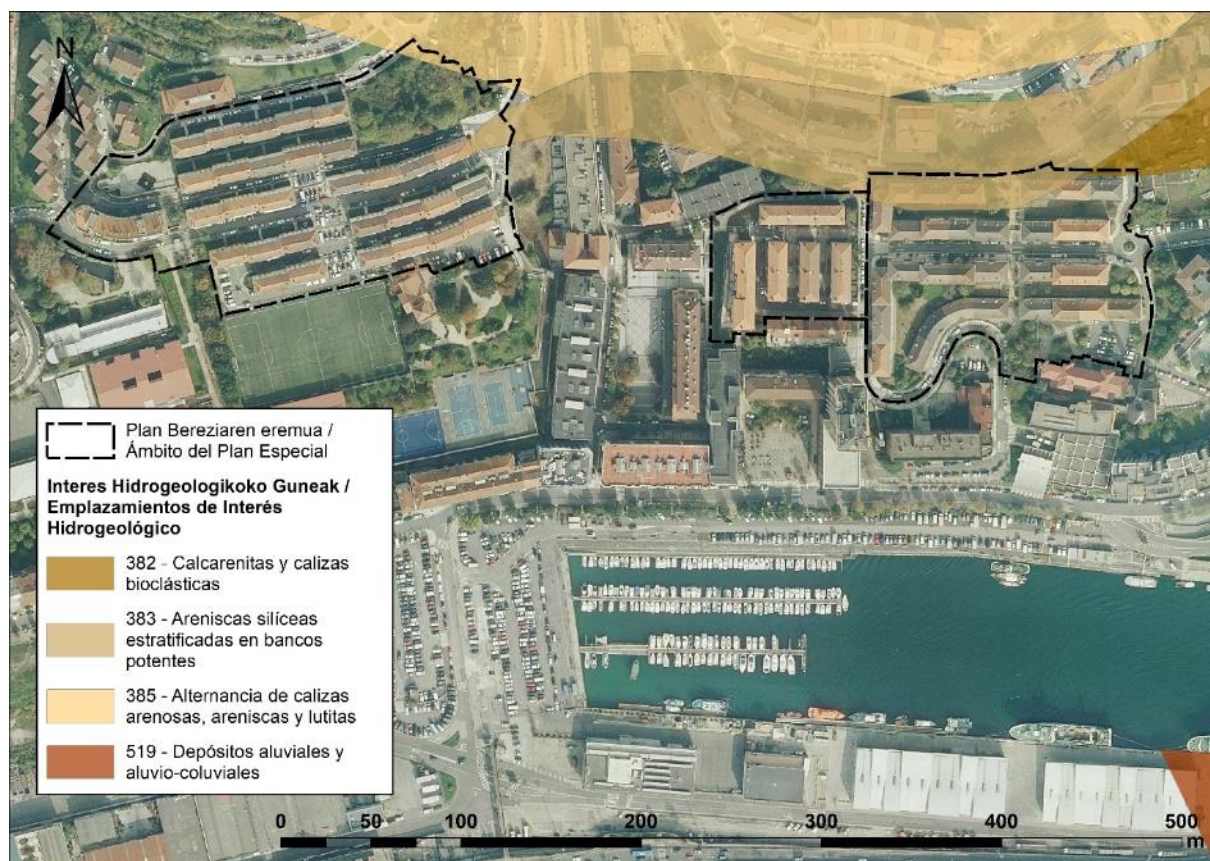 N
Plan Bereziaren eremua /
Ámbito del Plan Especial
Interes Hidrogeologikoko Guneak /
Emplazamientos de Interés
Hidrogeológico
382 - Calcarenitas y calizas
bioclásticas
383 - Areniscas silíceas
estratificadas en bancos
potentes
385 - Alternancia de calizas
arenosas, areniscas y lutitas
519 - Depósitos aluviales y
aluvio-coluviales
0 50 100 200 300 400 500
m